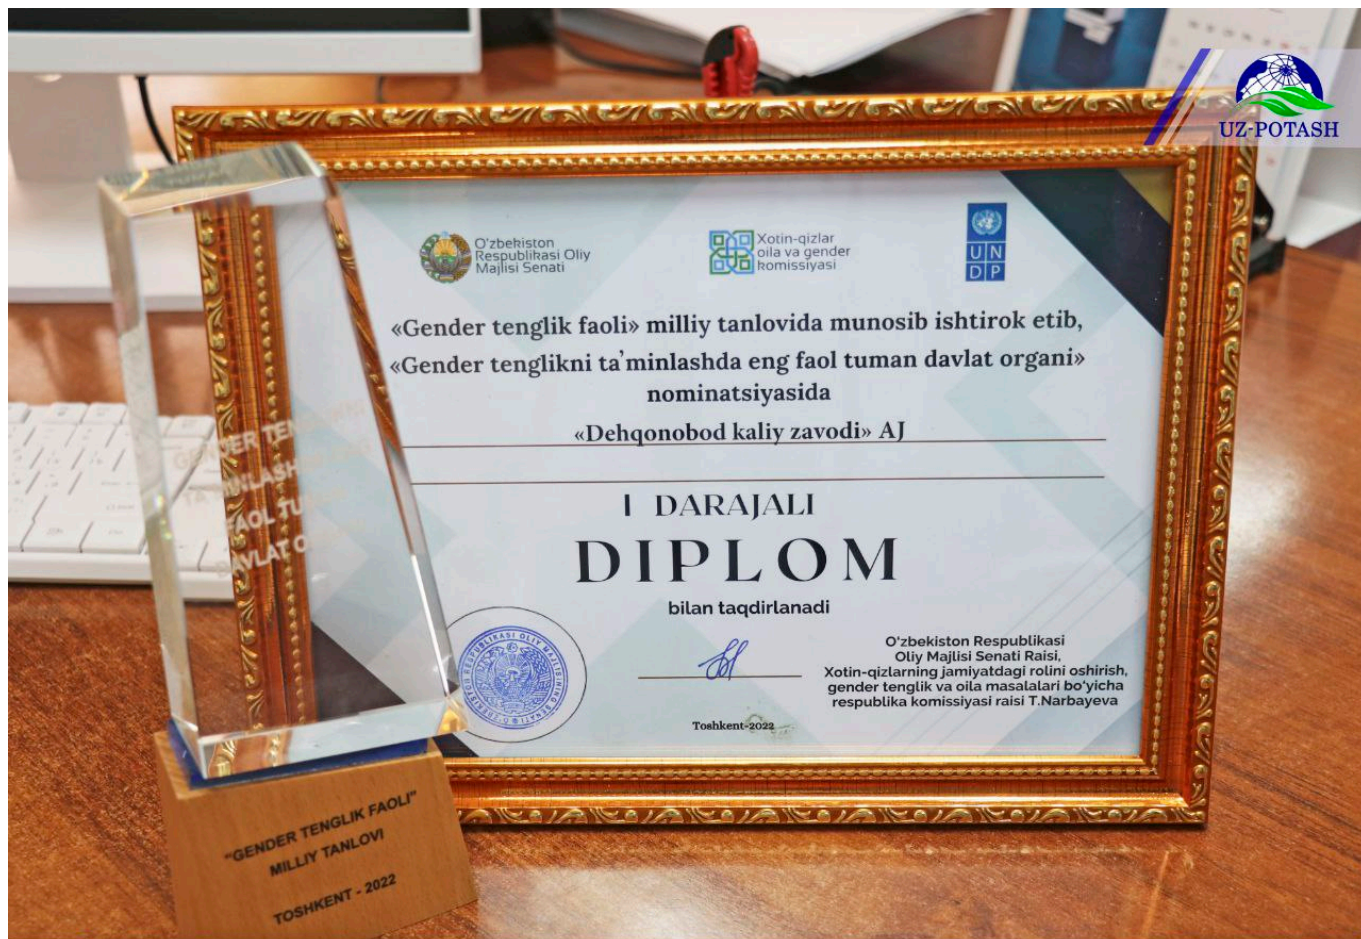 UZ-POTASH
O'zbekiston
Respublikasi Oliy
Majlisi Senati
Xotin-qizlar
oila va gender
komissiyasi
UN
DP
«Gender tenglik faoli» milliy tanlovida munosib ishtirok etib,
«Gender tenglikni ta’minlashda eng faol tuman davlat organi»
nominatsiyasida
«Dehqonobod kaliy zavodi» AJ
I DARAJALI
DIPLOM
bilan taqdirlanadi
O'zbekiston Respublikasi
Oliy Majlisi Senati Raisi,
Xotin-qizlarning jamiyatdagi rolini oshirish,
gender tenglik va oila masalalari bo'yicha
respublika komissiyasi raisi T.Narbayeva
Toshkent-2022
"GENDER TENGLIK FAOLI"
MILLIY TANLOVI
TOSHKENT - 2022